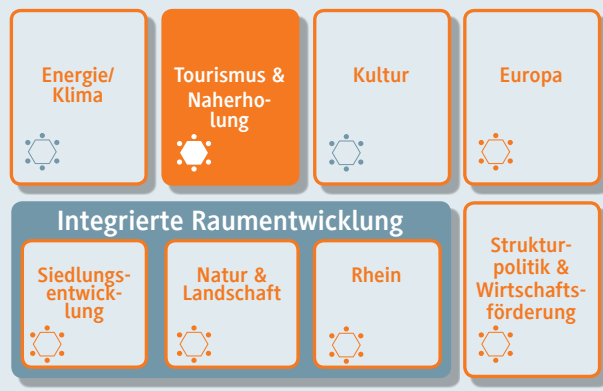 Energie/
Klima
Tourismus &
Naherho-
lung
Kultur
Europa
Integrierte Raumentwicklung
Siedlungs-
entwick-
lung
Natur &
Landschaft
Rhein
Struktur-
politik &
Wirtschafts-
förderung